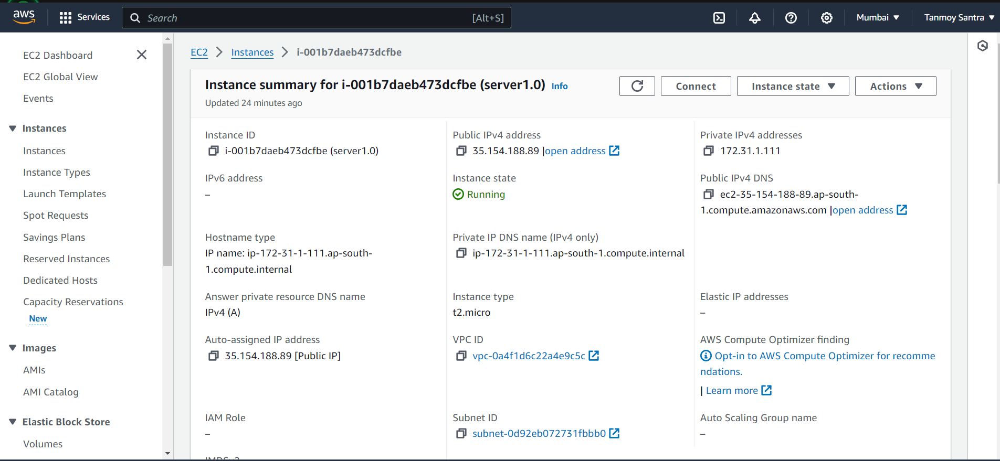 aws
Services
Search
[Alt+S]
Mumbai
Tanmoy Santra
EC2 Dashboard
EC2 Global View
Events
Instances
Instances
Instance Types
Launch Templates
Spot Requests
Savings Plans
Reserved Instances
Dedicated Hosts
Capacity Reservations
New
Images
AMIs
AMI Catalog
Elastic Block Store
Volumes
EC2 > Instances > i-001b7daeb473dcfbe
Instance summary for i-001b7daeb473dcfbe (server1.0) Info
Updated 24 minutes ago
Connect
Instance state
Actions
Instance ID
i-001b7daeb473dcfbe (server1.0)
Public IPv4 address
35.154.188.89 |open address
Private IPv4 addresses
172.31.1.111
IPv6 address
–
Instance state
Running
Public IPv4 DNS
ec2-35-154-188-89.ap-south-
1.compute.amazonaws.com |open address
Hostname type
IP name: ip-172-31-1-111.ap-south-
1.compute.internal
Private IP DNS name (IPv4 only)
ip-172-31-1-111.ap-south-1.compute.internal
Answer private resource DNS name
IPv4 (A)
Instance type
t2.micro
Elastic IP addresses
–
Auto-assigned IP address
35.154.188.89 [Public IP]
VPC ID
vpc-0a4f1d6c22a4e9c5c
AWS Compute Optimizer finding
Opt-in to AWS Compute Optimizer for recomme
ndations.
| Learn more
IAM Role
–
Subnet ID
subnet-0d92eb072731fbbb0
Auto Scaling Group name
–